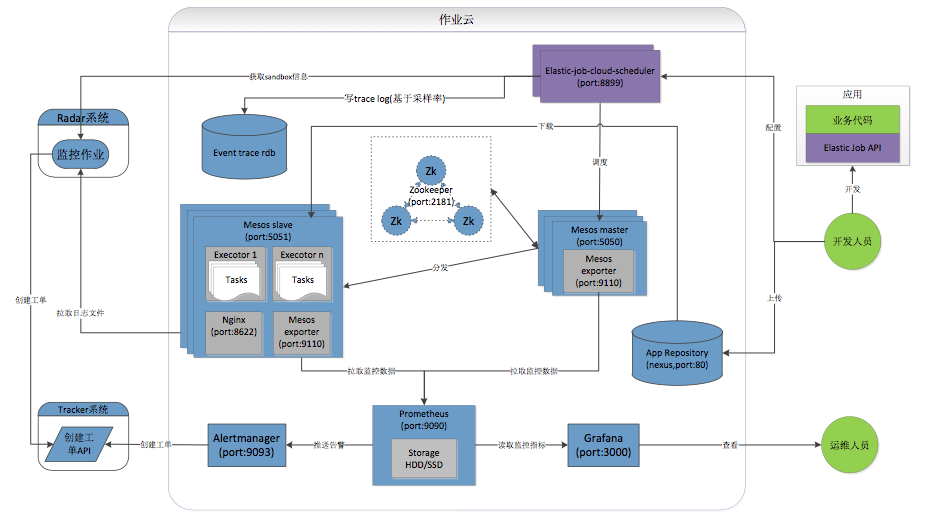 作业云
Elastic-job-cloud-scheduler
(port:8899)
获取sandbox信息
写trace log(基于采样率)
Radar系统
监控作业
Event trace rdb
下载
调度
配置
应用
业务代码
Elastic Job API
开发
开发人员
Zk
Zookeeper
(port:2181)
Zk
Zk
Mesos slave
(port:5051)
Executor 1
Tasks
Executor n
Tasks
Nginx
(port:8622)
Mesos
exporter
(port:9110)
Mesos master
(port:5050)
Mesos
exporter
(port:9110)
分发
创建工单
拉取日志文件
上传
App Repository
(nexus,port:80)
拉取监控数据
拉取监控数据
Tracker系统
创建工
单API
创建工单
Alertmanager
(port:9093)
推送告警
Prometheus
(port:9090)
Storage
HDD/SSD
读取监控指标
Grafana
(port:3000)
查看
运维人员